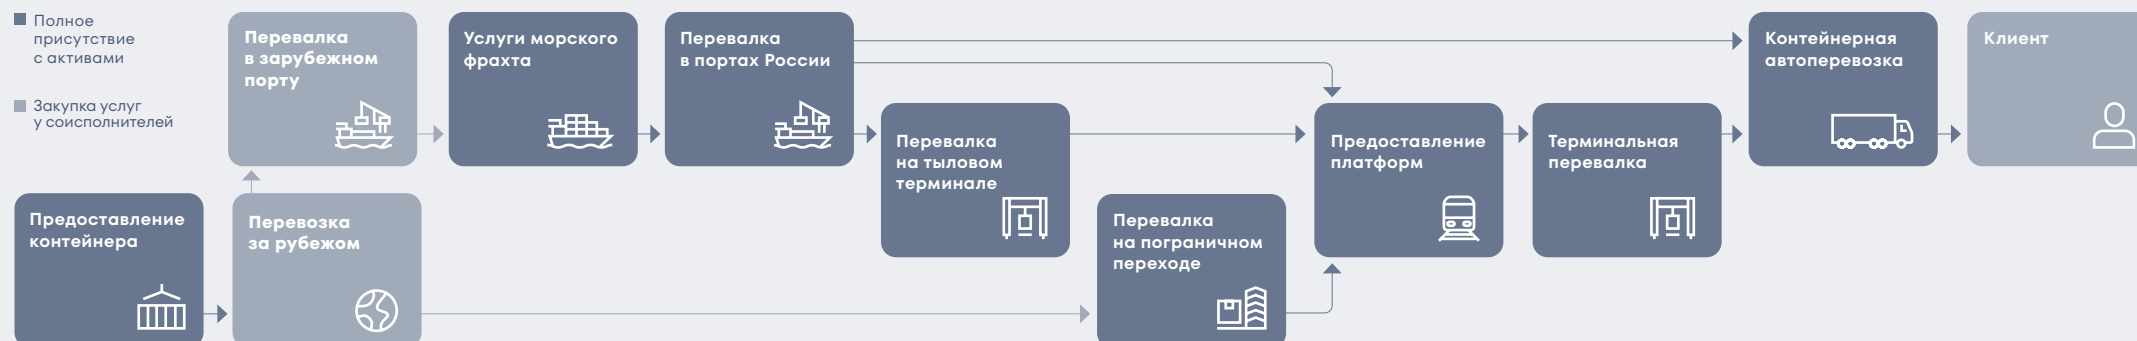 Полное
присутствие
с активами
Закупка услуг
у соисполнителей
Перевалка
в зарубежном
порту
Услуги морского
фрахта
Перевалка
в портах России
Контейнерная
автоперевозка
Клиент
Перевалка
на тыловом
терминале
Предоставление
платформ
Терминальная
перевалка
Предоставление
контейнера
Перевозка
за рубежом
Перевалка
на пограничном
переходе